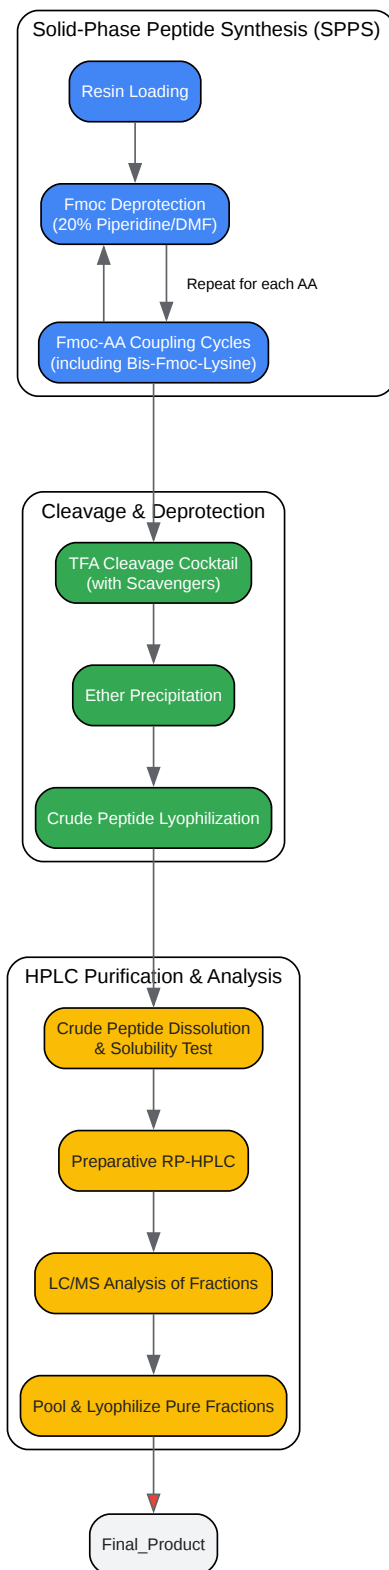 Solid-Phase Peptide Synthesis (SPPS)
Resin Loading
Fmoc Deprotection
(20% Piperidine/DMF)
Repeat for each AA
Fmoc-AA Coupling Cycles
(including Bis-Fmoc-Lysine)
Cleavage & Deprotection
TFA Cleavage Cocktail
(with Scavengers)
Ether Precipitation
Crude Peptide Lyophilization
HPLC Purification & Analysis
Crude Peptide Dissolution
& Solubility Test
Preparative RP-HPLC
LC/MS Analysis of Fractions
Pool & Lyophilize Pure Fractions
Final_Product